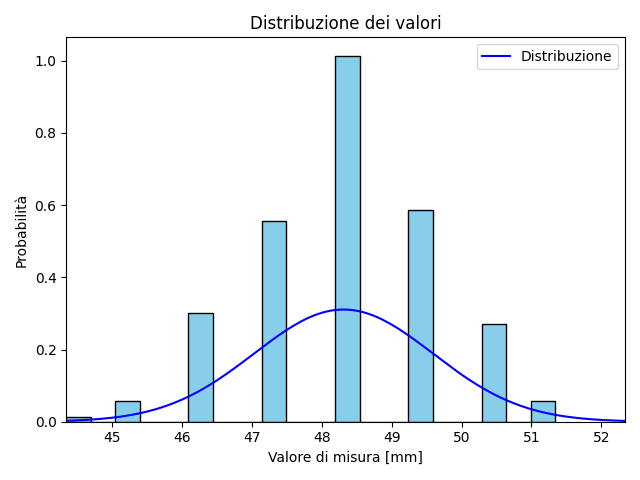 Distribuzione dei valori
Distribuzione
1.0
0.8
0.6
0.4
0.2
0.0
Probabilità
45 46 47 48 49 50 51 52
Valore di misura [mm]